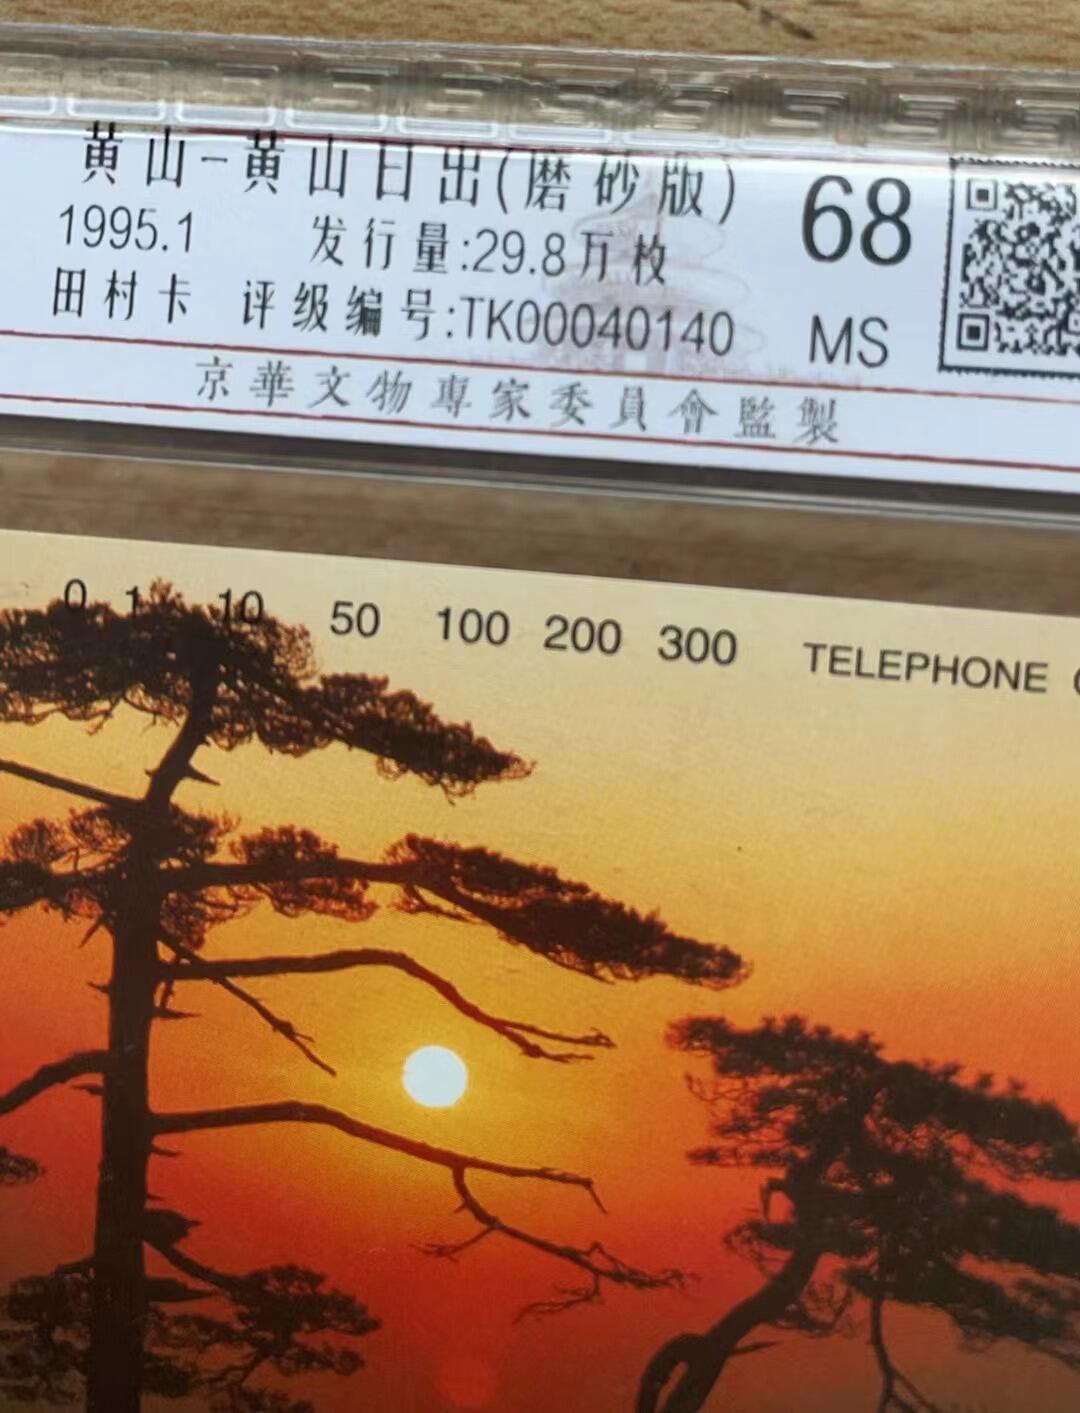 黄山-黄山日出(磨砂版)
1995.1 发行量:29.8万枚
田村卡 评级编号:TK00040140
68
MS
京華文物專家委員會監製
0 1 10 50 100 200 300 TELEPHONE